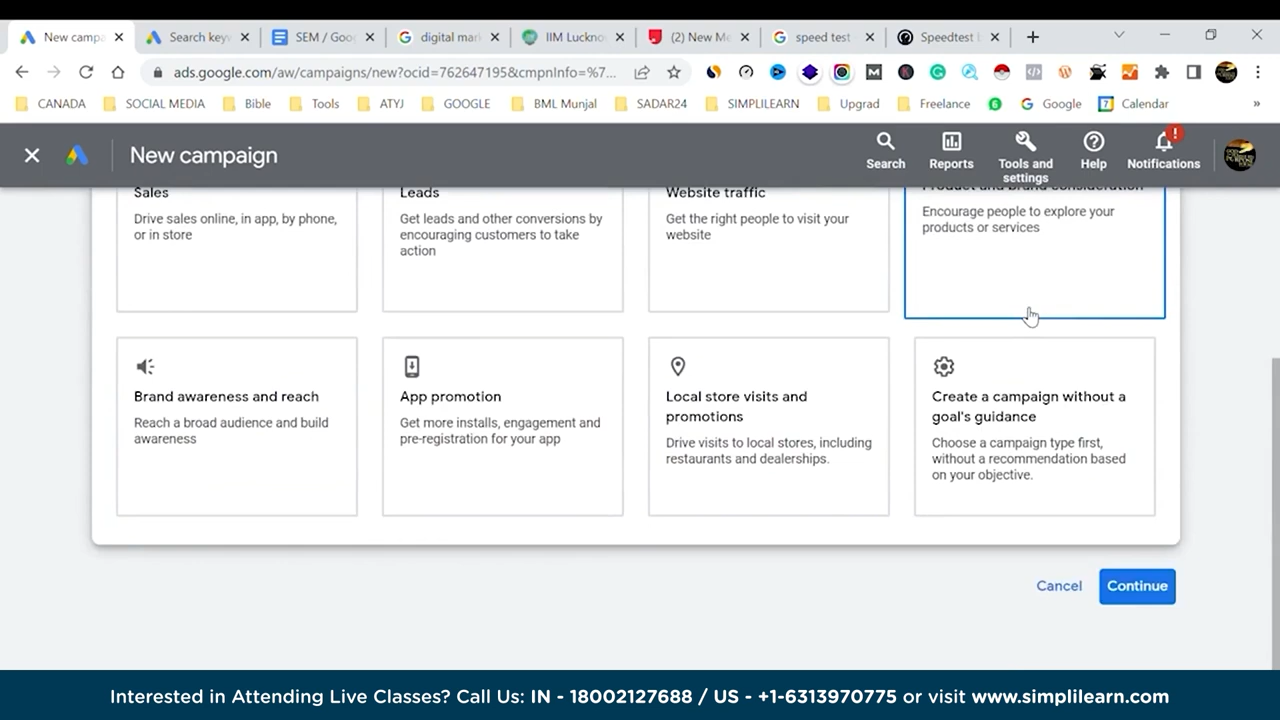 New campa
Search key
SEM / Goo
digital mar
IIM Luckno
(2) New Me
speed test
Speedtest
ads.google.com/aw/campaigns/new?ocid=762647195&cmpnInfo=%7...
CANADA
SOCIAL MEDIA
Bible
Tools
ATYJ
GOOGLE
BML Munjal
SADAR24
SIMPLILEARN
Upgrad
Freelance
Google
Calendar
New campaign
Search
Reports
Tools and
settings
Help
Notifications
Sales
Drive sales online, in app, by phone,
or in store
Leads
Get leads and other conversions by
encouraging customers to take
action
Website traffic
Get the right people to visit your
website
Product and brand consideration
Encourage people to explore your
products or services
Brand awareness and reach
Reach a broad audience and build
awareness
App promotion
Get more installs, engagement and
pre-registration for your app
Local store visits and
promotions
Drive visits to local stores, including
restaurants and dealerships.
Create a campaign without a
goal's guidance
Choose a campaign type first,
without a recommendation based
on your objective.
Cancel
Continue
Interested in Attending Live Classes? Call Us: IN - 18002127688 / US - +1-6313970775 or visit www.simplilearn.com